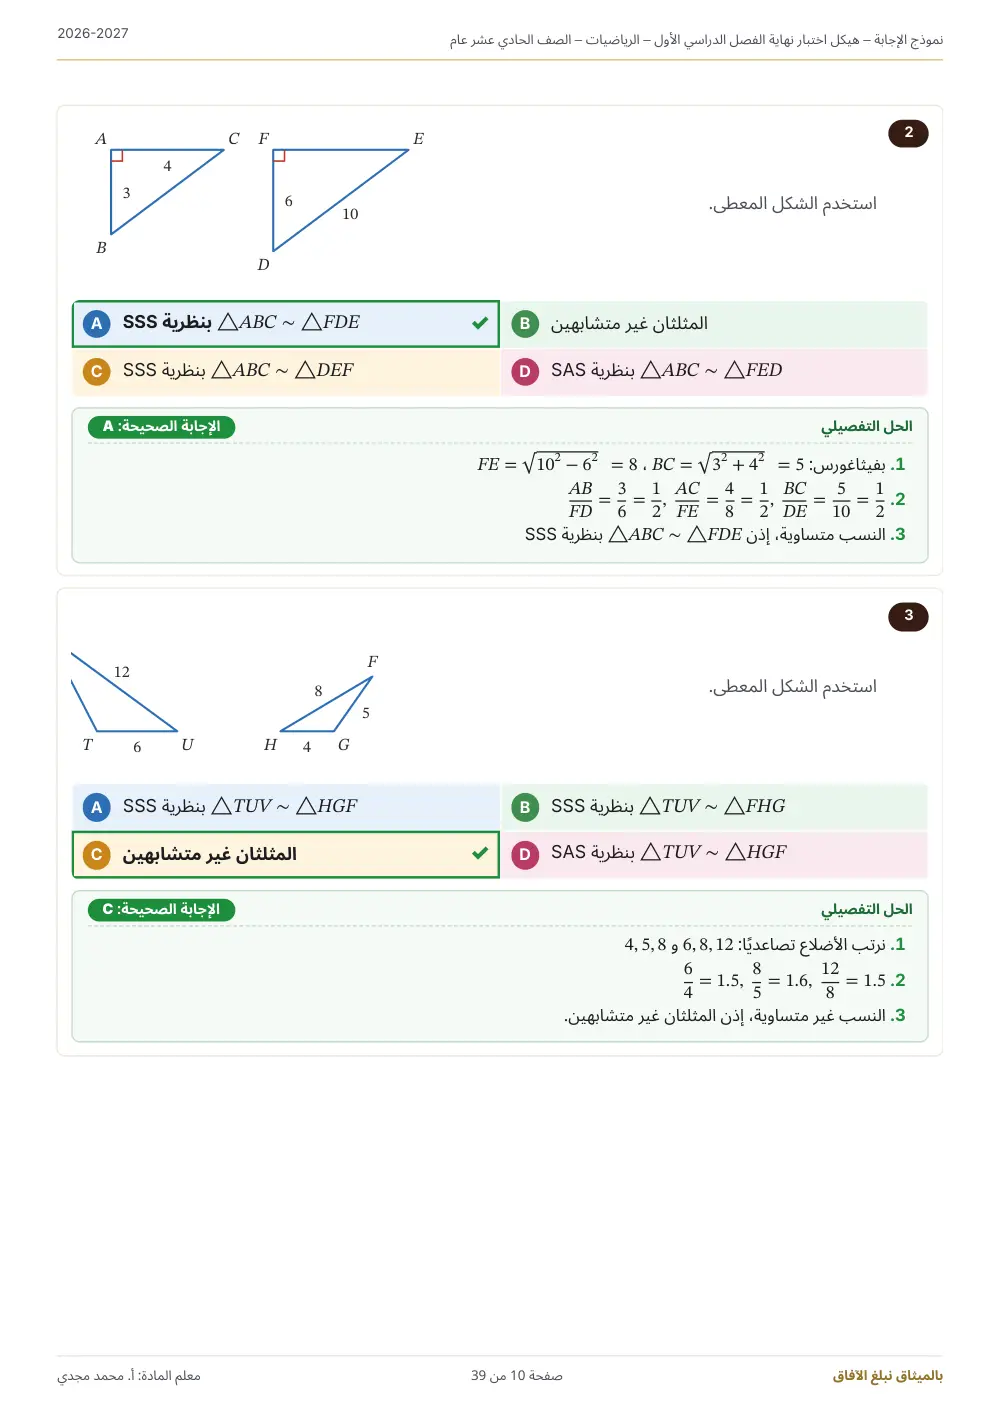 نموذج الإجابة – هيكل اختبار نهاية الفصل الدراسي الأول – الرياضيات – الصف الحادي عشر عام
2026-2027
2
استخدم الشكل المعطى.
A C F E
4
3
6
10
B
D
A △ABC ~ △FDE بنظرية SSS ✔
B المثلثان غير متشابهين
C △ABC ~ △DEF بنظرية SSS
D △ABC ~ △FED بنظرية SAS
الحل التفصيلي
الإجابة الصحيحة: A
1. بفيثاغورس: BC = √(3² + 4²) = 5 ، FE = √(10² − 6²) = 8
2. AB/FD = 3/6 = 1/2, AC/FE = 4/8 = 1/2, BC/DE = 5/10 = 1/2
3. النسب متساوية، إذن △ABC ~ △FDE بنظرية SSS
3
استخدم الشكل المعطى.
F
12
8
5
T 6 U H 4 G
A △TUV ~ △HGF بنظرية SSS
B △TUV ~ △FHG بنظرية SSS
C المثلثان غير متشابهين ✔
D △TUV ~ △HGF بنظرية SAS
الحل التفصيلي
الإجابة الصحيحة: C
1. نرتب الأضلاع تصاعديًا: 6, 8, 12 و 4, 5, 8
2. 6/4 = 1.5, 8/5 = 1.6, 12/8 = 1.5
3. النسب غير متساوية، إذن المثلثان غير متشابهين.
بالميثاق نبلغ الآفاق
صفحة 10 من 39
معلم المادة: أ. محمد مجدي